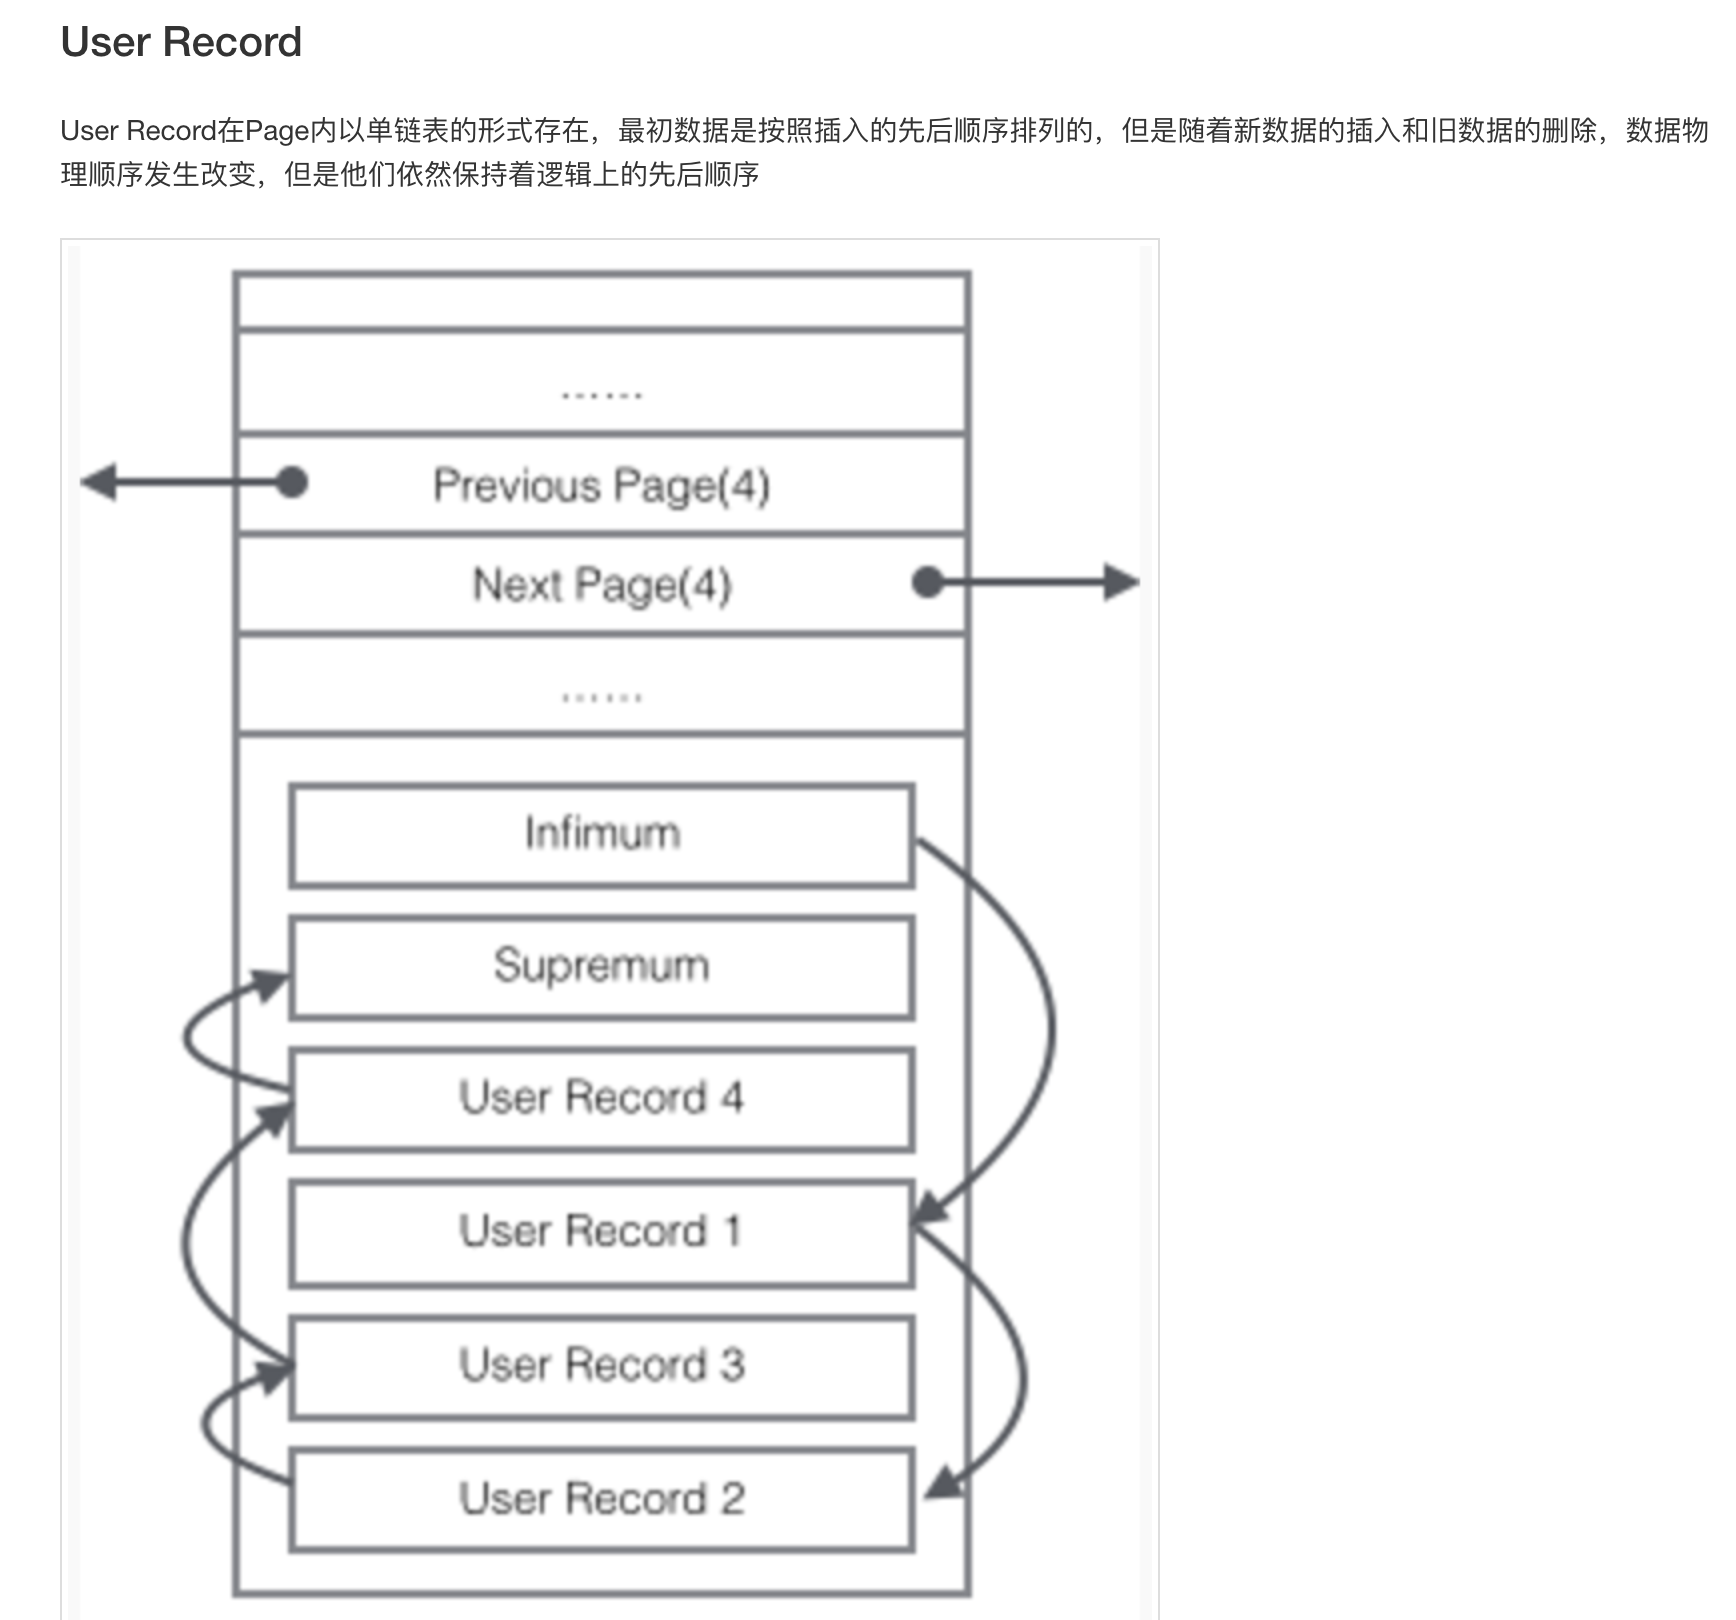 User Record
User Record在Page内以单链表的形式存在，最初数据是按照插入的先后顺序排列的，但是随着新数据的插入和旧数据的删除，数据物
理顺序发生改变，但是他们依然保持着逻辑上的先后顺序
……
Previous Page(4)
Next Page(4)
……
Infimum
Supremum
User Record 4
User Record 1
User Record 3
User Record 2